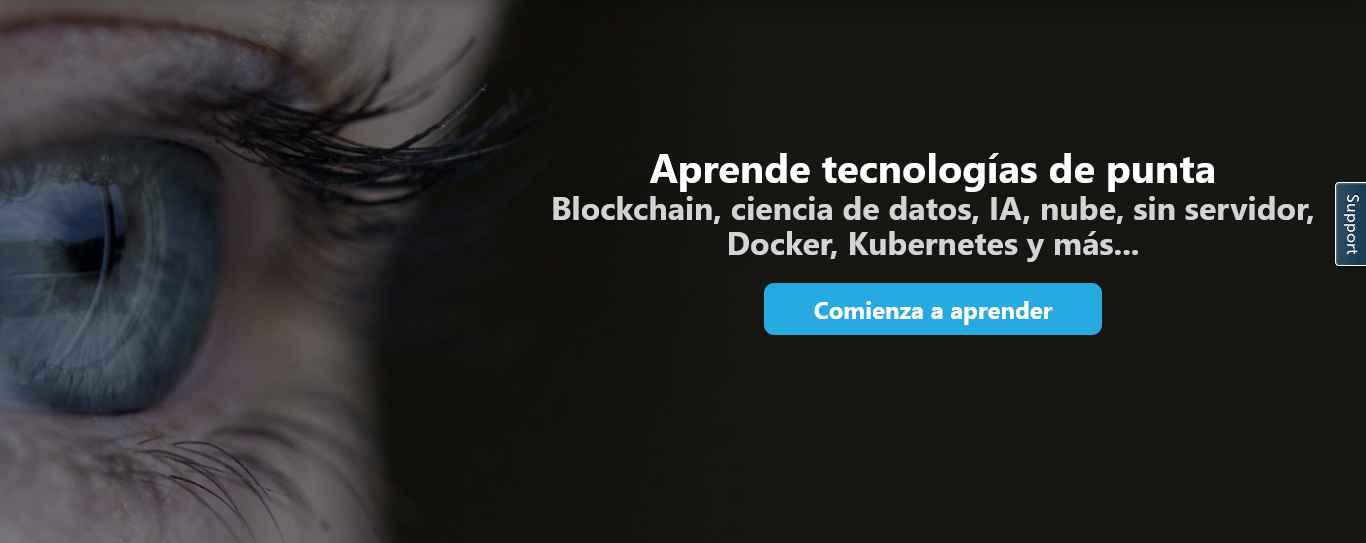 Aprende tecnologías de punta
Blockchain, ciencia de datos, IA, nube, sin servidor,
Docker, Kubernetes y más...
Comienza a aprender
Support